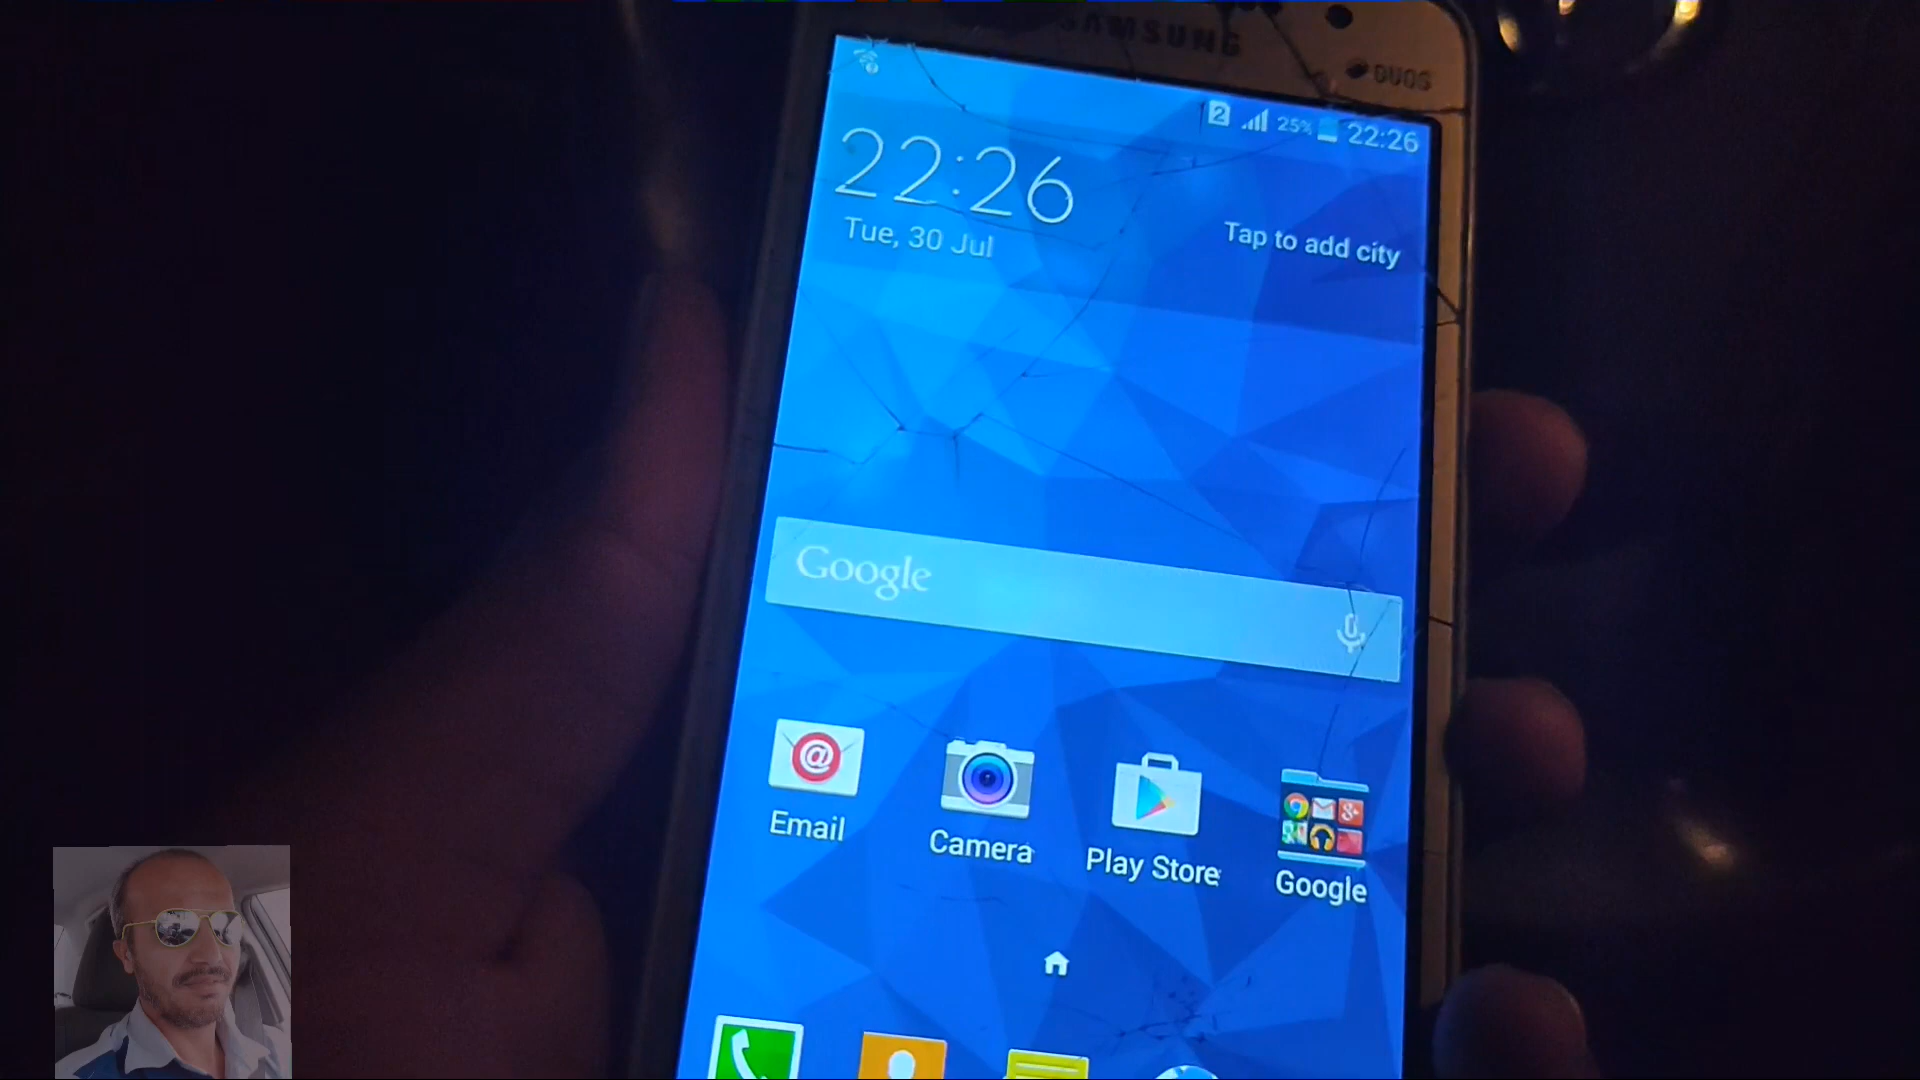 SAMSUNG
DUOS
2 25% 22:26
22:26
Tue, 30 Jul
Tap to add city
Google
@
Email
Camera
Play Store
Google